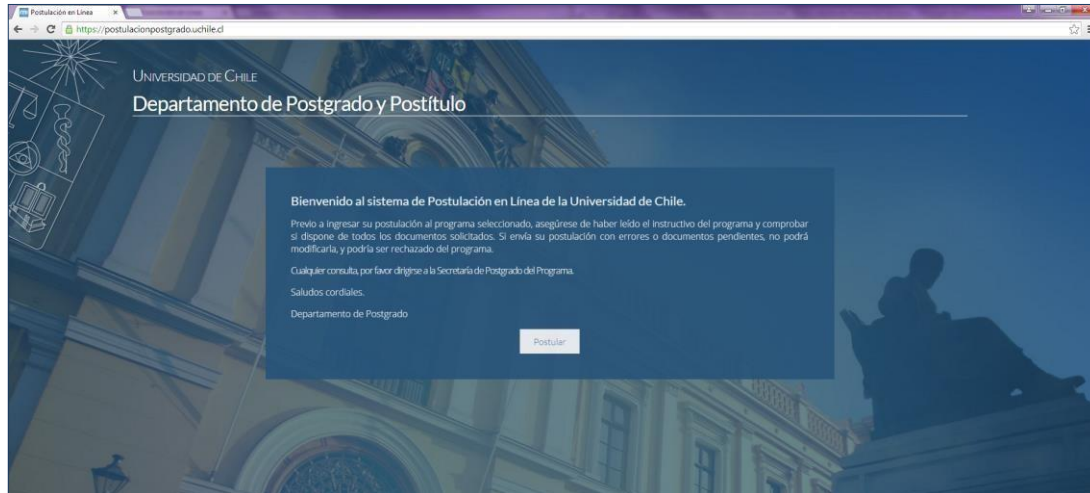 Postulación en Línea
https://postulacionpostgrado.uchile.cl
UNIVERSIDAD DE CHILE
Departamento de Postgrado y Postítulo
Bienvenido al sistema de Postulación en Línea de la Universidad de Chile.
Previo a ingresar su postulación al programa seleccionado, asegúrese de haber leído el instructivo del programa y comprobar
si dispone de todos los documentos solicitados. Si envía su postulación con errores o documentos pendientes, no podrá
modificarla, y podría ser rechazado del programa.
Cualquier consulta, por favor dirigirse a la Secretaría de Postgrado del Programa.
Saludos cordiales.
Departamento de Postgrado
Postular